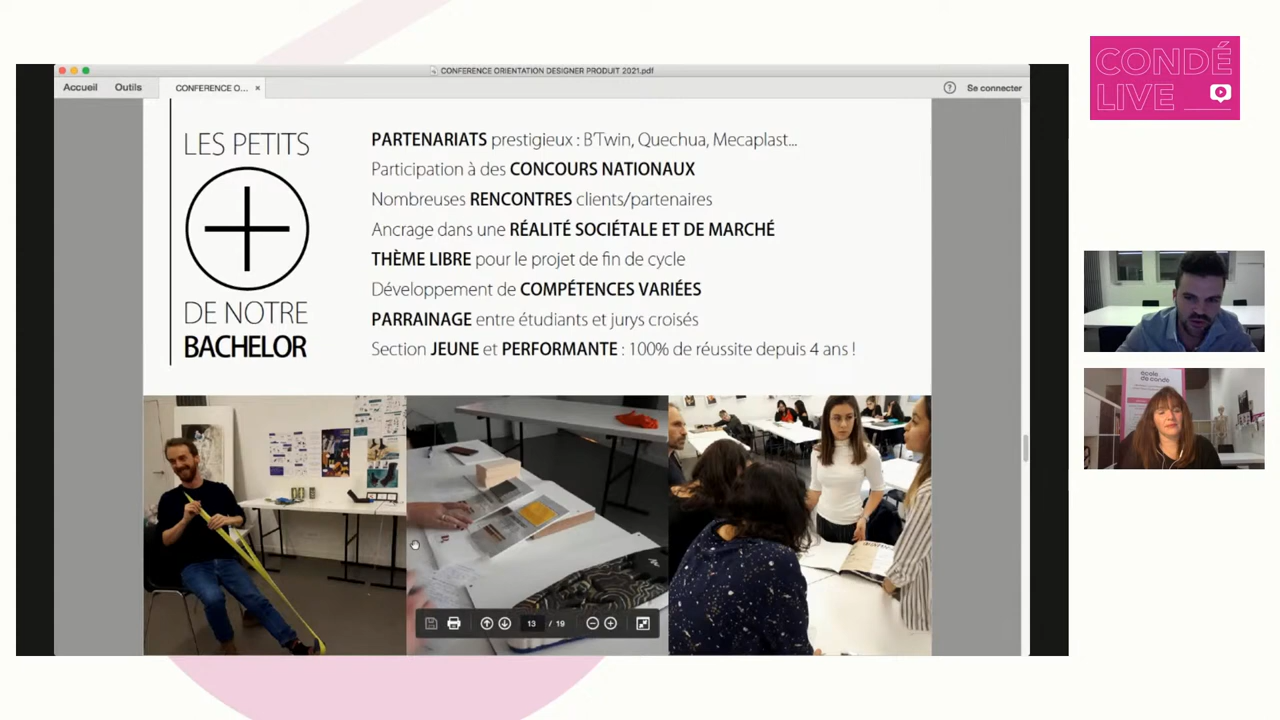 CONFERENCE ORIENTATION DESIGNER PRODUIT 2021.pdf
Accueil Outils CONFERENCE O... × ? Se connecter
CONDÉ
LIVE
LES PETITS
DE NOTRE
BACHELOR
PARTENARIATS prestigieux : B'Twin, Quechua, Mecaplast...
Participation à des CONCOURS NATIONAUX
Nombreuses RENCONTRES clients/partenaires
Ancrage dans une RÉALITÉ SOCIÉTALE ET DE MARCHÉ
THÈME LIBRE pour le projet de fin de cycle
Développement de COMPÉTENCES VARIÉES
PARRAINAGE entre étudiants et jurys croisés
Section JEUNE et PERFORMANTE : 100% de réussite depuis 4 ans !
13 / 19
école
de condé